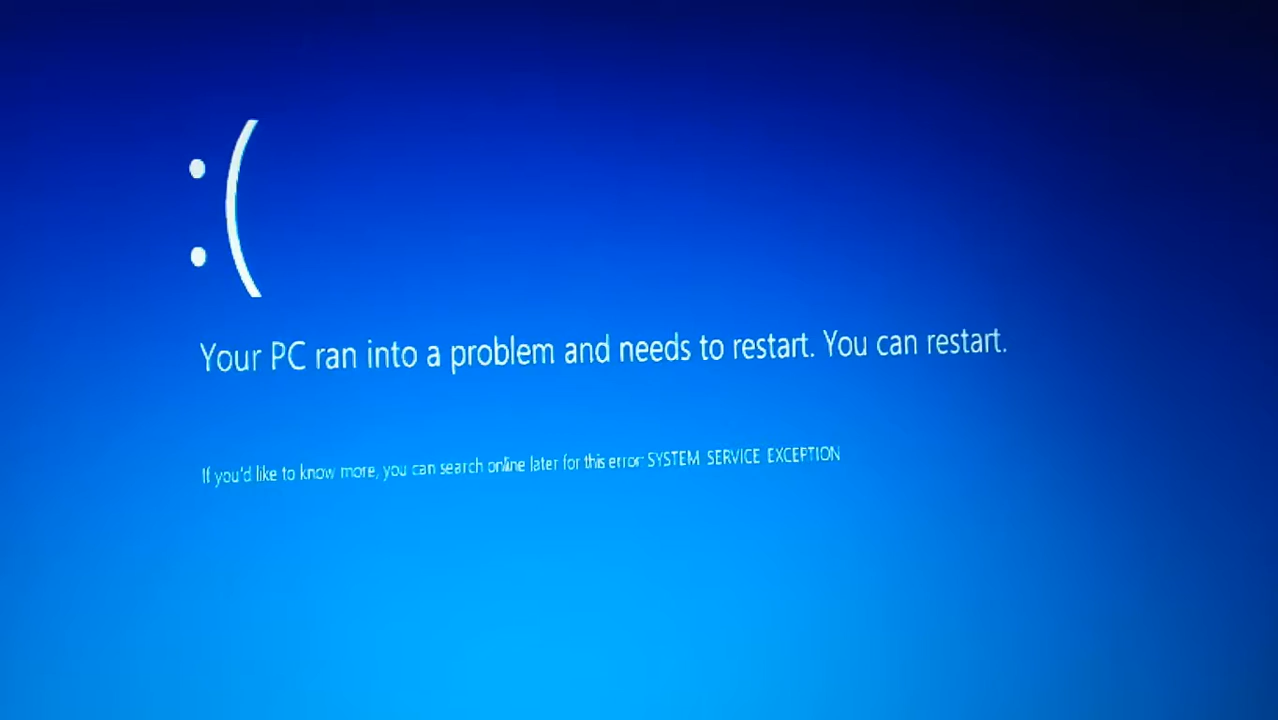 :(
Your PC ran into a problem and needs to restart. You can restart.
If you'd like to know more, you can search online later for this error: SYSTEM SERVICE EXCEPTION